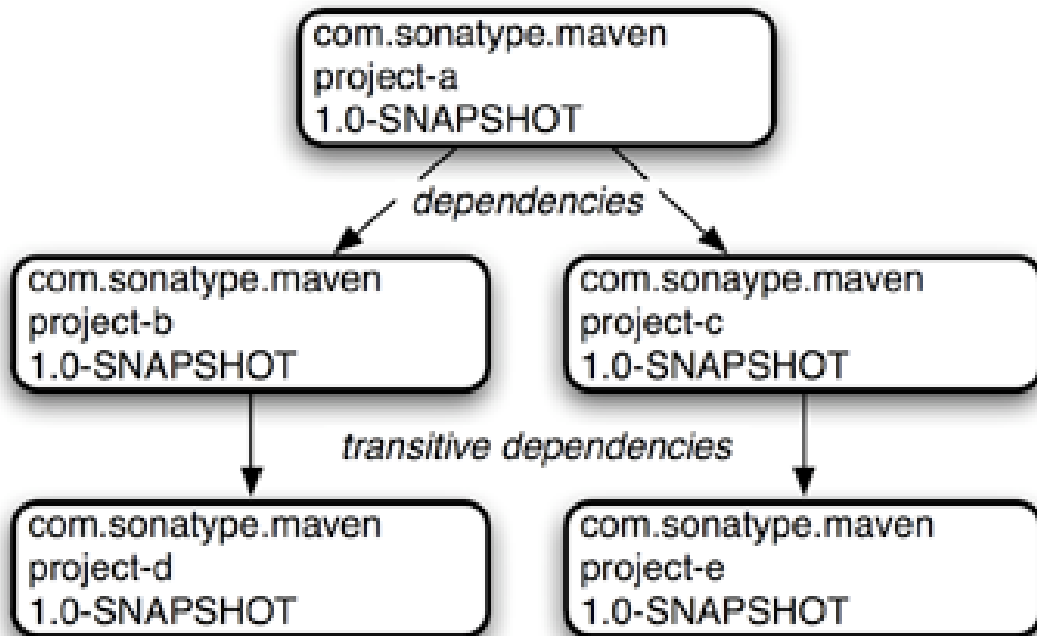 com.sonatype.maven
project-a
1.0-SNAPSHOT
dependencies
com.sonatype.maven
project-b
1.0-SNAPSHOT
com.sonaype.maven
project-c
1.0-SNAPSHOT
transitive dependencies
com.sonatype.maven
project-d
1.0-SNAPSHOT
com.sonatype.maven
project-e
1.0-SNAPSHOT